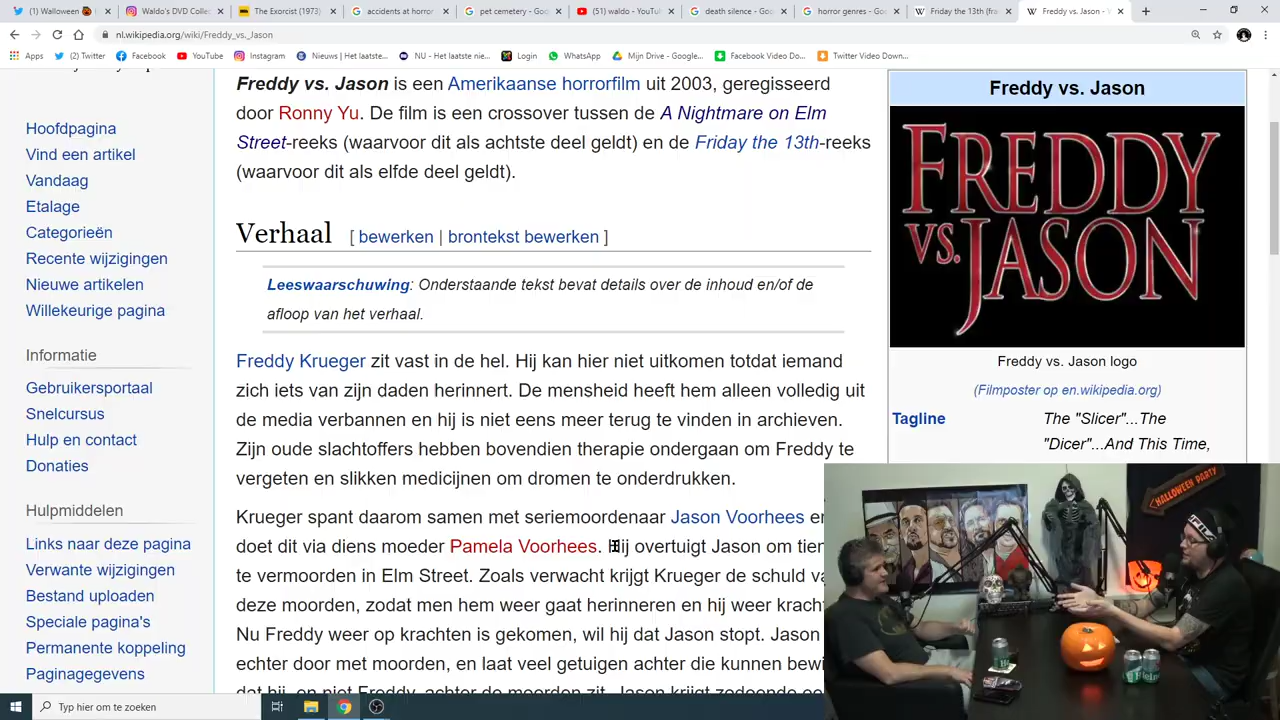 (1) Walloween
Waldo's DVD Collec
The Exorcist (1973)
accidents at horror
pet cemetery - Goo
(51) waldo - YouTu
death silence - Goo
horror genres - Goo
Friday the 13th (fra
Freddy vs. Jason - W
nl.wikipedia.org/wiki/Freddy_vs._Jason
Apps
(2) Twitter
Facebook
YouTube
Instagram
Nieuws | Het laatste...
NU - Het laatste nie...
Login
WhatsApp
Mijn Drive - Google...
Facebook Video Do...
Twitter Video Down...
Hoofdpagina
Vind een artikel
Vandaag
Etalage
Categorieën
Recente wijzigingen
Nieuwe artikelen
Willekeurige pagina
Informatie
Gebruikersportaal
Snelcursus
Hulp en contact
Donaties
Hulpmiddelen
Links naar deze pagina
Verwante wijzigingen
Bestand uploaden
Speciale pagina's
Permanente koppeling
Paginagegevens
Freddy vs. Jason is een Amerikaanse horrorfilm uit 2003, geregisseerd
door Ronny Yu. De film is een crossover tussen de A Nightmare on Elm
Street-reeks (waarvoor dit als achtste deel geldt) en de Friday the 13th-reeks
(waarvoor dit als elfde deel geldt).
Verhaal [ bewerken | brontekst bewerken ]
Leeswaarschuwing: Onderstaande tekst bevat details over de inhoud en/of de
afloop van het verhaal.
Freddy Krueger zit vast in de hel. Hij kan hier niet uitkomen totdat iemand
zich iets van zijn daden herinnert. De mensheid heeft hem alleen volledig uit
de media verbannen en hij is niet eens meer terug te vinden in archieven.
Zijn oude slachtoffers hebben bovendien therapie ondergaan om Freddy te
vergeten en slikken medicijnen om dromen te onderdrukken.
Krueger spant daarom samen met seriemoordenaar Jason Voorhees en
doet dit via diens moeder Pamela Voorhees. Hij overtuigt Jason om tien
te vermoorden in Elm Street. Zoals verwacht krijgt Krueger de schuld va
deze moorden, zodat men hem weer gaat herinneren en hij weer kracht
Nu Freddy weer op krachten is gekomen, wil hij dat Jason stopt. Jason
echter door met moorden, en laat veel getuigen achter die kunnen bewi
dat hij, en niet Freddy, achter de moorden zit. Jason krijgt zodoende
Freddy vs. Jason
FREDDY
VS. JASON
Freddy vs. Jason logo
(Filmposter op en.wikipedia.org)
Tagline
The "Slicer"...The
"Dicer"...And This Time,
HALLOWEEN PARTY
Typ hier om te zoeken